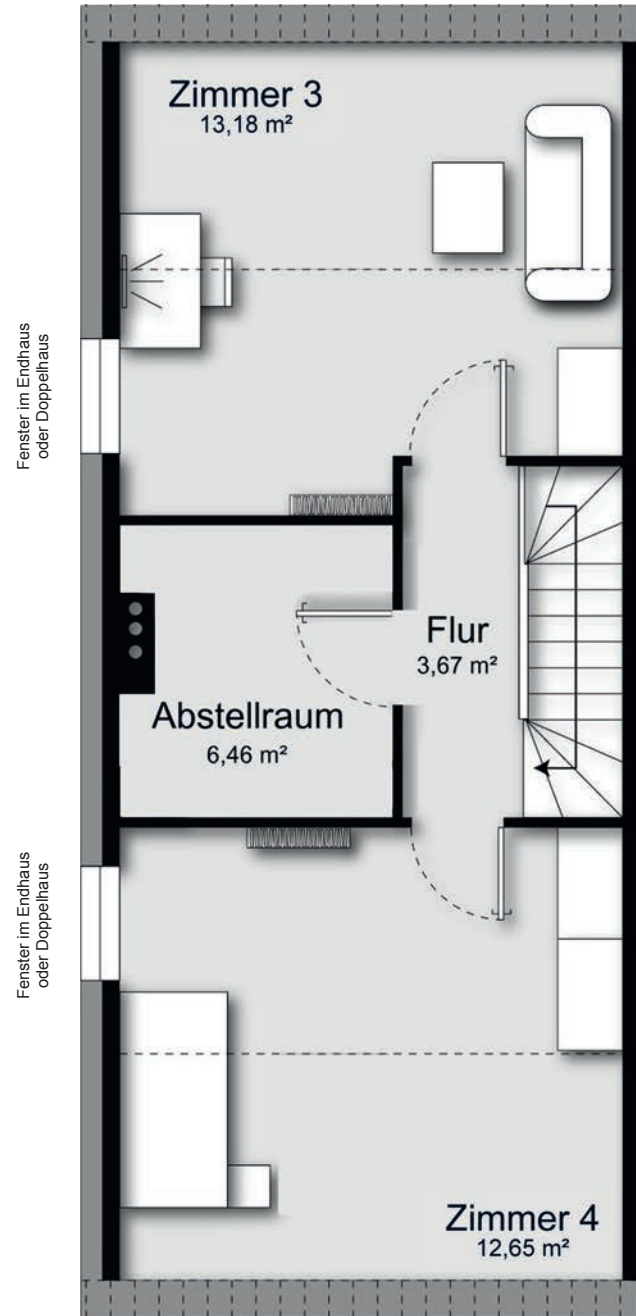 Zimmer 3
13,18 m²
Fenster im Endhaus
oder Doppelhaus
Flur
3,67 m²
Abstellraum
6,46 m²
Fenster im Endhaus
oder Doppelhaus
Zimmer 4
12,65 m²